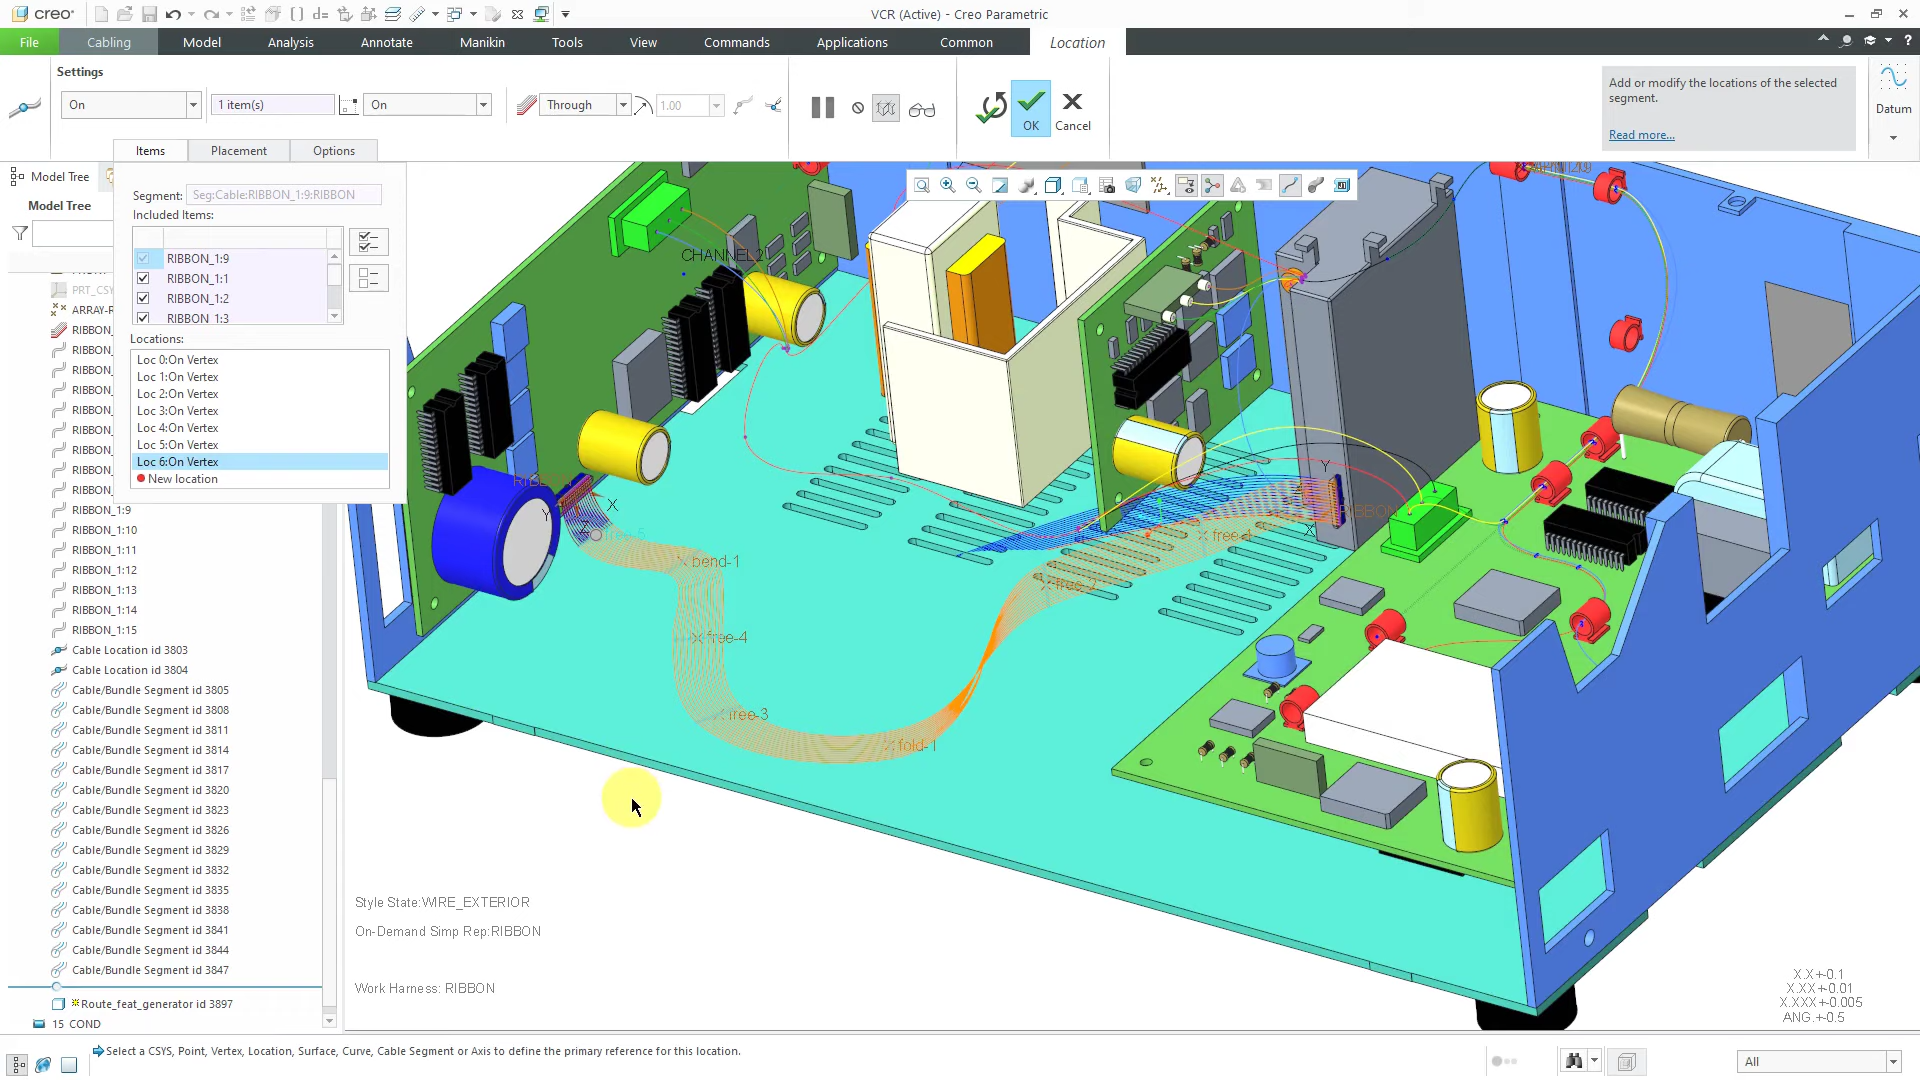 creo
VCR (Active) - Creo Parametric
File
Cabling
Model
Analysis
Annotate
Manikin
Tools
View
Commands
Applications
Common
Location
Settings
On
1 item(s)
On
Through
1.00
OK
Cancel
Add or modify the locations of the selected
segment.
Read more...
Datum
Items
Placement
Options
Model Tree
Model Tree
Segment:
Seg:Cable:RIBBON_1:9:RIBBON
Included Items:
RIBBON_1:9
RIBBON_1:1
RIBBON_1:2
RIBBON_1:3
Locations:
Loc 0:On Vertex
Loc 1:On Vertex
Loc 2:On Vertex
Loc 3:On Vertex
Loc 4:On Vertex
Loc 5:On Vertex
Loc 6:On Vertex
New location
PRT_CSY
ARRAY-R
RIBBON_
RIBBON_
RIBBON_
RIBBON_
RIBBON_
RIBBON_
RIBBON_
RIBBON_
RIBBON_
RIBBON_1:9
RIBBON_1:10
RIBBON_1:11
RIBBON_1:12
RIBBON_1:13
RIBBON_1:14
RIBBON_1:15
Cable Location id 3803
Cable Location id 3804
Cable/Bundle Segment id 3805
Cable/Bundle Segment id 3808
Cable/Bundle Segment id 3811
Cable/Bundle Segment id 3814
Cable/Bundle Segment id 3817
Cable/Bundle Segment id 3820
Cable/Bundle Segment id 3823
Cable/Bundle Segment id 3826
Cable/Bundle Segment id 3829
Cable/Bundle Segment id 3832
Cable/Bundle Segment id 3835
Cable/Bundle Segment id 3838
Cable/Bundle Segment id 3841
Cable/Bundle Segment id 3844
Cable/Bundle Segment id 3847
Route_feat_generator id 3897
15 COND
CHANNEL2
X
Y
Z
free-5
bend-1
free-4
free-3
fold-1
free-2
Y
X
RIBBON
Style State:WIRE_EXTERIOR
On-Demand Simp Rep:RIBBON
Work Harness: RIBBON
X.X+-0.1
X.XX+-0.01
X.XXX+-0.005
ANG.+-0.5
Select a CSYS, Point, Vertex, Location, Surface, Curve, Cable Segment or Axis to define the primary reference for this location.
All